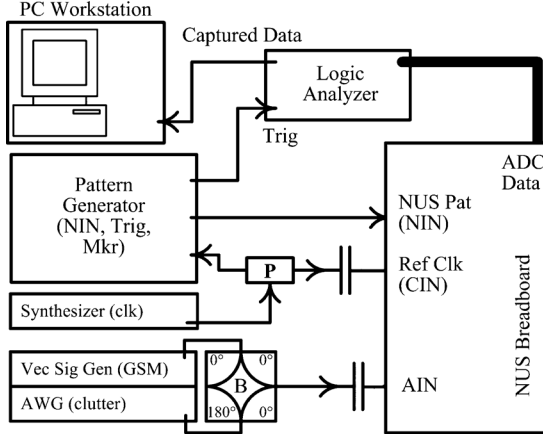 PC Workstation
Captured Data
Logic
Analyzer
Trig
ADC
Data
Pattern
Generator
(NIN, Trig,
Mkr)
NUS Pat
(NIN)
P
Ref Clk
(CIN)
Synthesizer (clk)
NUS Breadboard
Vec Sig Gen (GSM)
AWG (clutter)
0° 0°
B
180° 0°
AIN